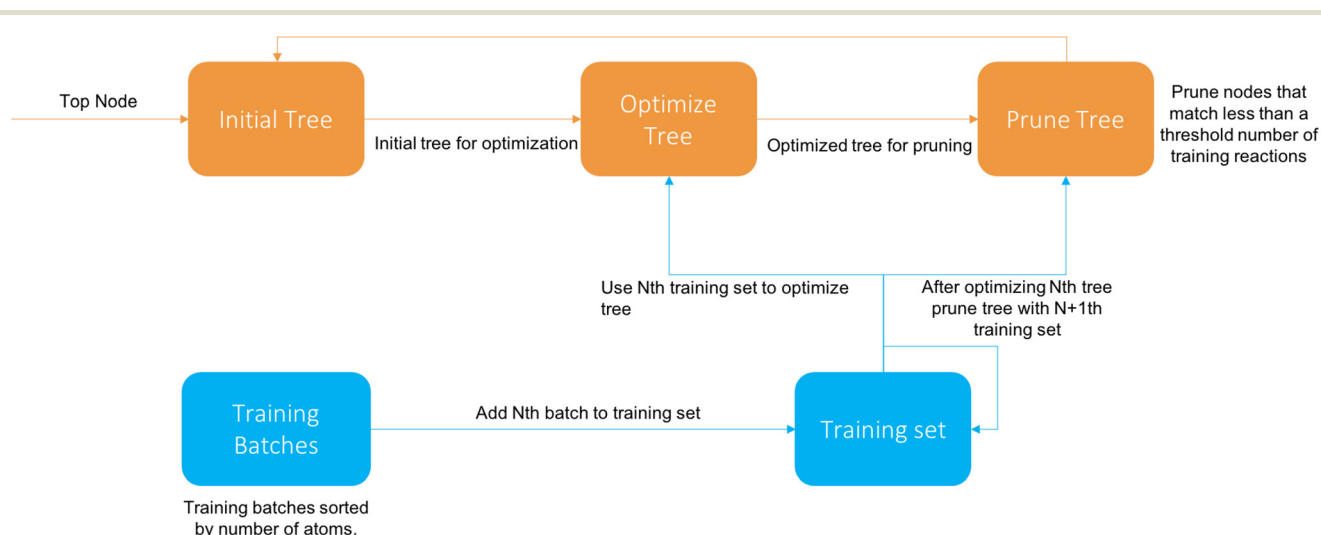 Top Node
Initial Tree
Initial tree for optimization
Optimize
Tree
Optimized tree for pruning
Prune Tree
Prune nodes that
match less than a
threshold number of
training reactions
Use Nth training set to optimize
tree
After optimizing Nth tree
prune tree with N+1th
training set
Training
Batches
Add Nth batch to training set
Training set
Training batches sorted
by number of atoms.